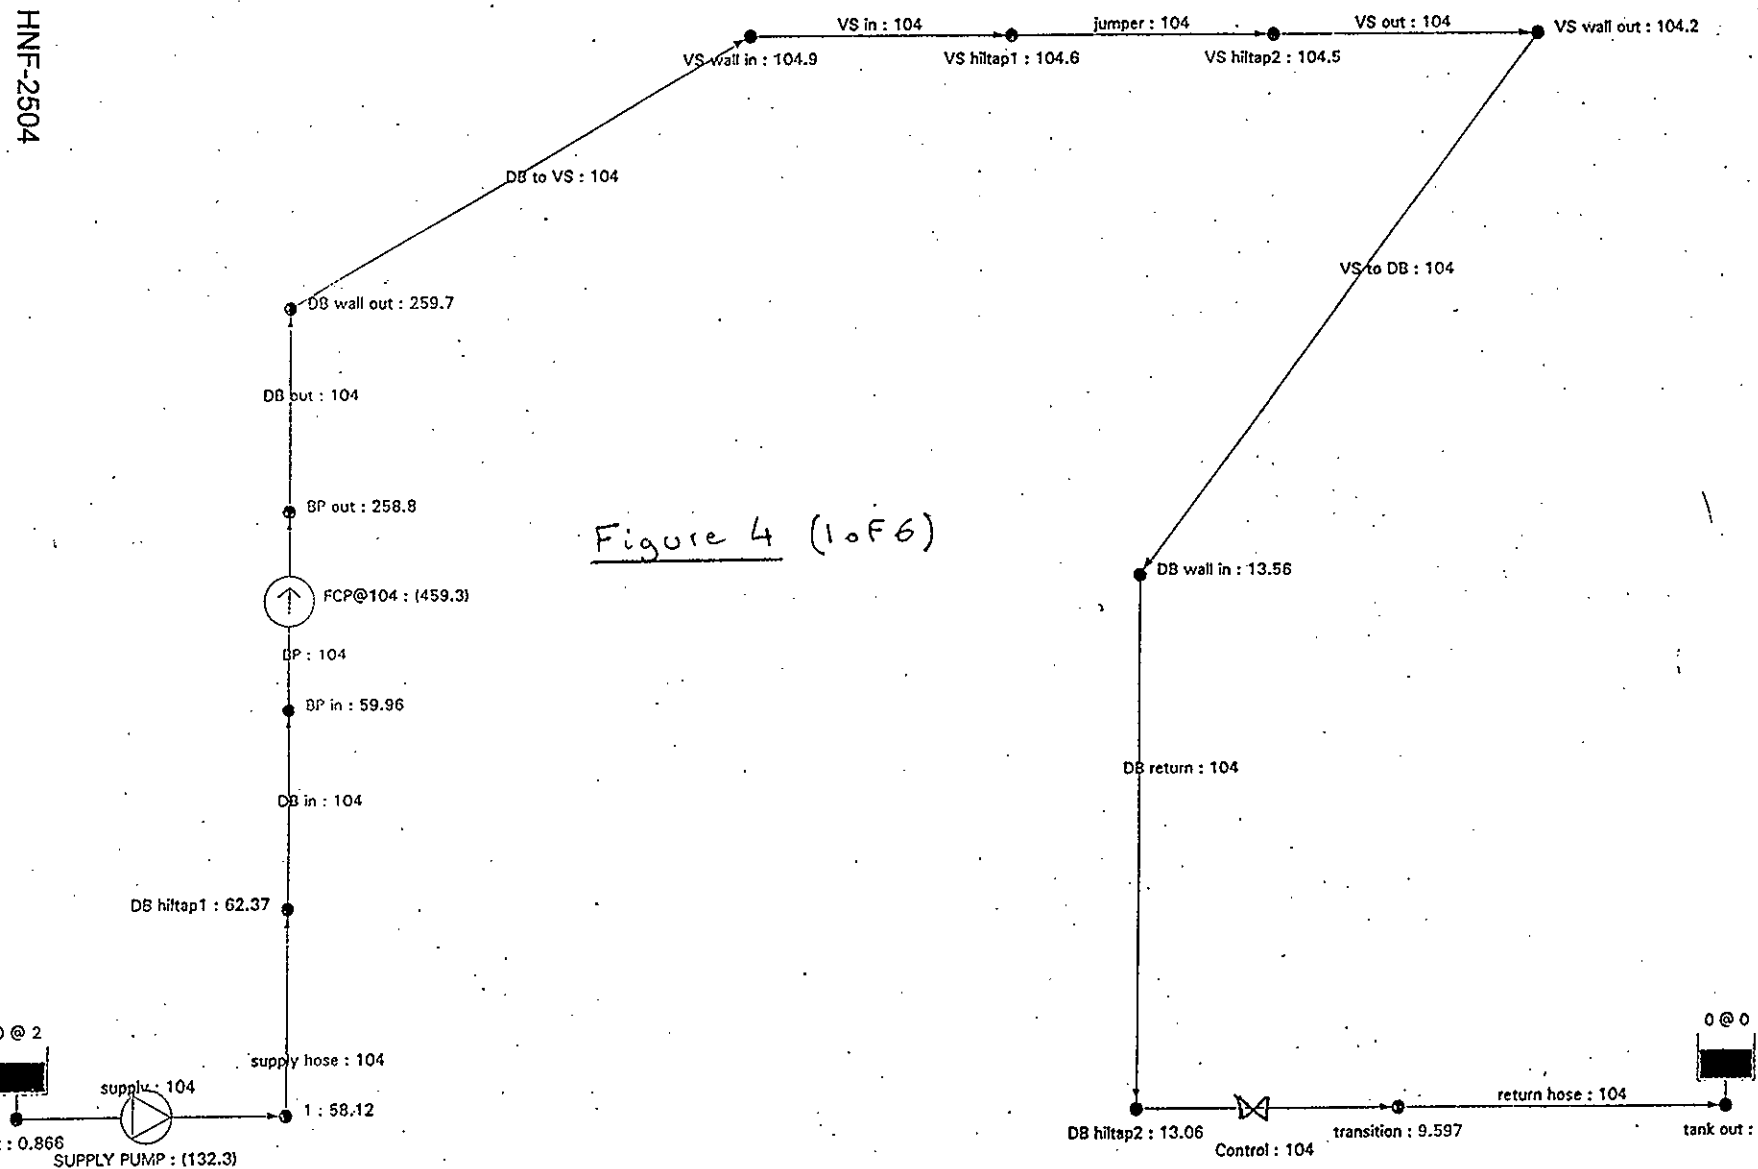 HNF-2504
VS in : 104
jumper : 104
VS out : 104
VS wall out : 104.2
VS wall in : 104.9
VS hiltap1 : 104.6
VS hiltap2 : 104.5
DB to VS : 104
VS to DB : 104
DB wall out : 259.7
DB out : 104
BP out : 258.8
Figure 4 (1 oF 6)
DB wall in : 13.56
FCP@104 : (459.3)
BP : 104
BP in : 59.96
DB return : 104
DB in : 104
DB hiltap1 : 62.37
0 @ 2
0 @ 0
supply hose : 104
supply : 104
return hose : 104
1 : 58.12
: 0.866
SUPPLY PUMP : (132.3)
DB hiltap2 : 13.06
Control : 104
transition : 9.597
tank out :